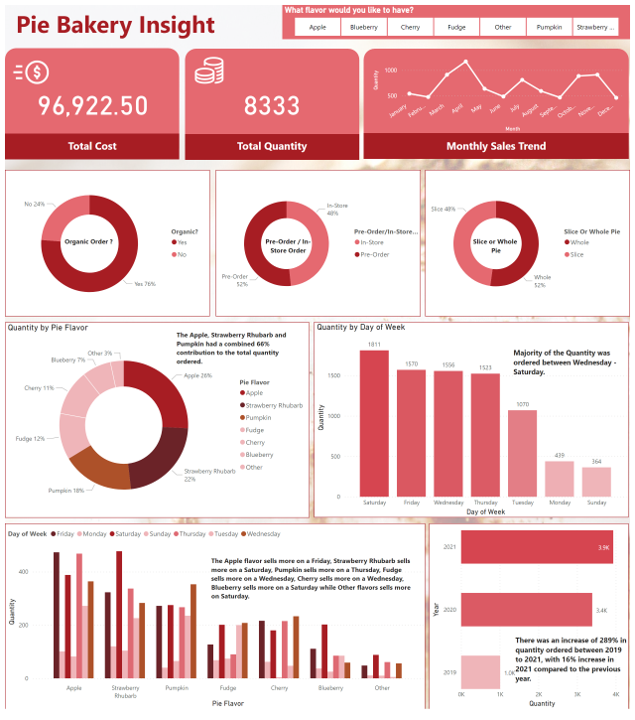 Pie Bakery Insight
What flavor would you like to have?
Apple Blueberry Cherry Fudge Other Pumpkin Strawberry ...
96,922.50
Total Cost
8333
Total Quantity
Quantity
1000
500
January Febru... March April May June July August Septe... Octob... Nove... Dece...
Month
Monthly Sales Trend
No 24%
Organic Order ?
Yes 76%
Organic?
Yes
No
In-Store
48%
Pre-Order / In-
Store Order
Pre-Order
52%
Pre-Order/In-Store...
In-Store
Pre-Order
Slice 48%
Slice or Whole
Pie
Whole
52%
Slice Or Whole Pie
Whole
Slice
Quantity by Pie Flavor
The Apple, Strawberry Rhubarb and
Pumpkin had a combined 66%
contribution to the total quantity
ordered.
Other 3%
Blueberry 7%
Cherry 11%
Fudge 12%
Pumpkin 18%
Strawberry Rhubarb
22%
Apple 26%
Pie Flavor
Apple
Strawberry Rhubarb
Pumpkin
Fudge
Cherry
Blueberry
Other
Quantity by Day of Week
Majority of the Quantity was
ordered between Wednesday -
Saturday.
Quantity
1500
1000
500
0
1811 1570 1556 1523 1070 439 364
Saturday Friday Wednesday Thursday Tuesday Monday Sunday
Day of Week
Day of Week Friday Monday Saturday Sunday Thursday Tuesday Wednesday
The Apple flavor sells more on a Friday, Strawberry Rhubarb sells
more on a Saturday, Pumpkin sells more on a Thursday, Fudge
sells more on a Wednesday, Cherry sells more on a Wednesday,
Blueberry sells more on a Saturday while Other flavors sells more
on Saturday.
Quantity
400
200
0
Apple Strawberry Pumpkin Fudge Cherry Blueberry Other
Rhubarb
Pie Flavor
Year
2021
3.9K
2020
3.4K
2019
1.0K
There was an increase of 289% in
quantity ordered between 2019
to 2021, with 16% increase in
2021 compared to the previous
year.
0K 1K 2K 3K 4K
Quantity